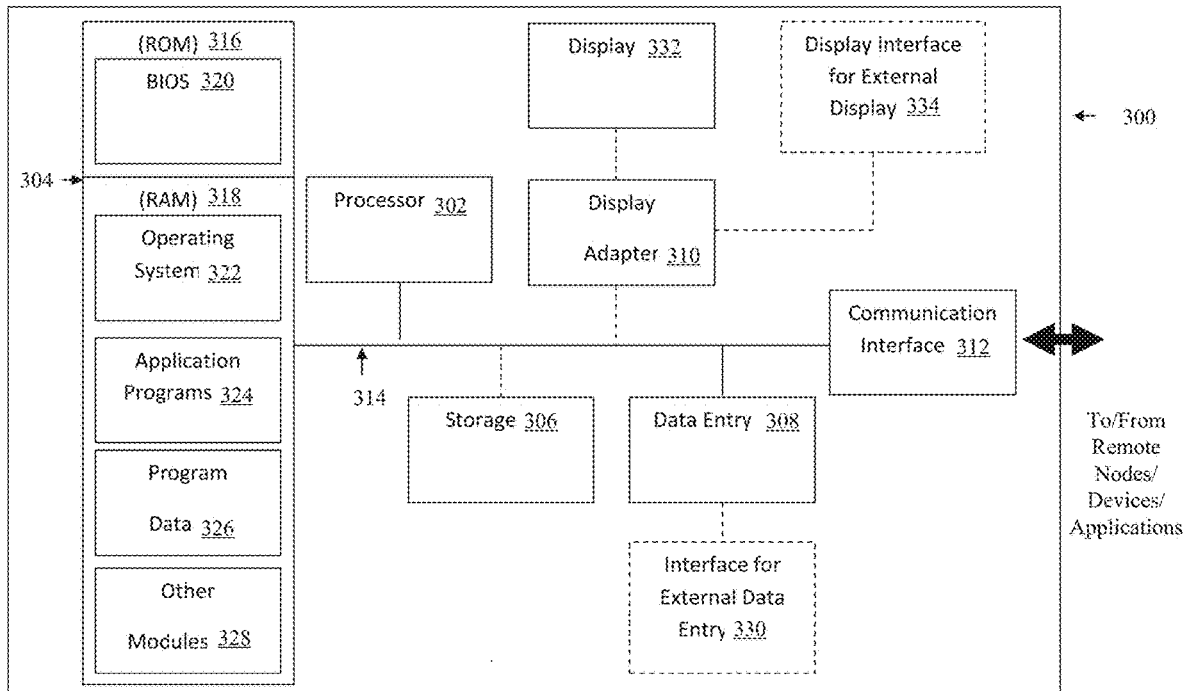 (ROM) 316
BIOS 320
304
(RAM) 318
Operating
System 322
Application
Programs 324
Program
Data 326
Other
Modules 328
Processor 302
314
Display 332
Display Interface
for External
Display 334
Display
Adapter 310
300
Communication
Interface 312
Storage 306
Data Entry 308
Interface for
External Data
Entry 330
To/From
Remote
Nodes/
Devices/
Applications